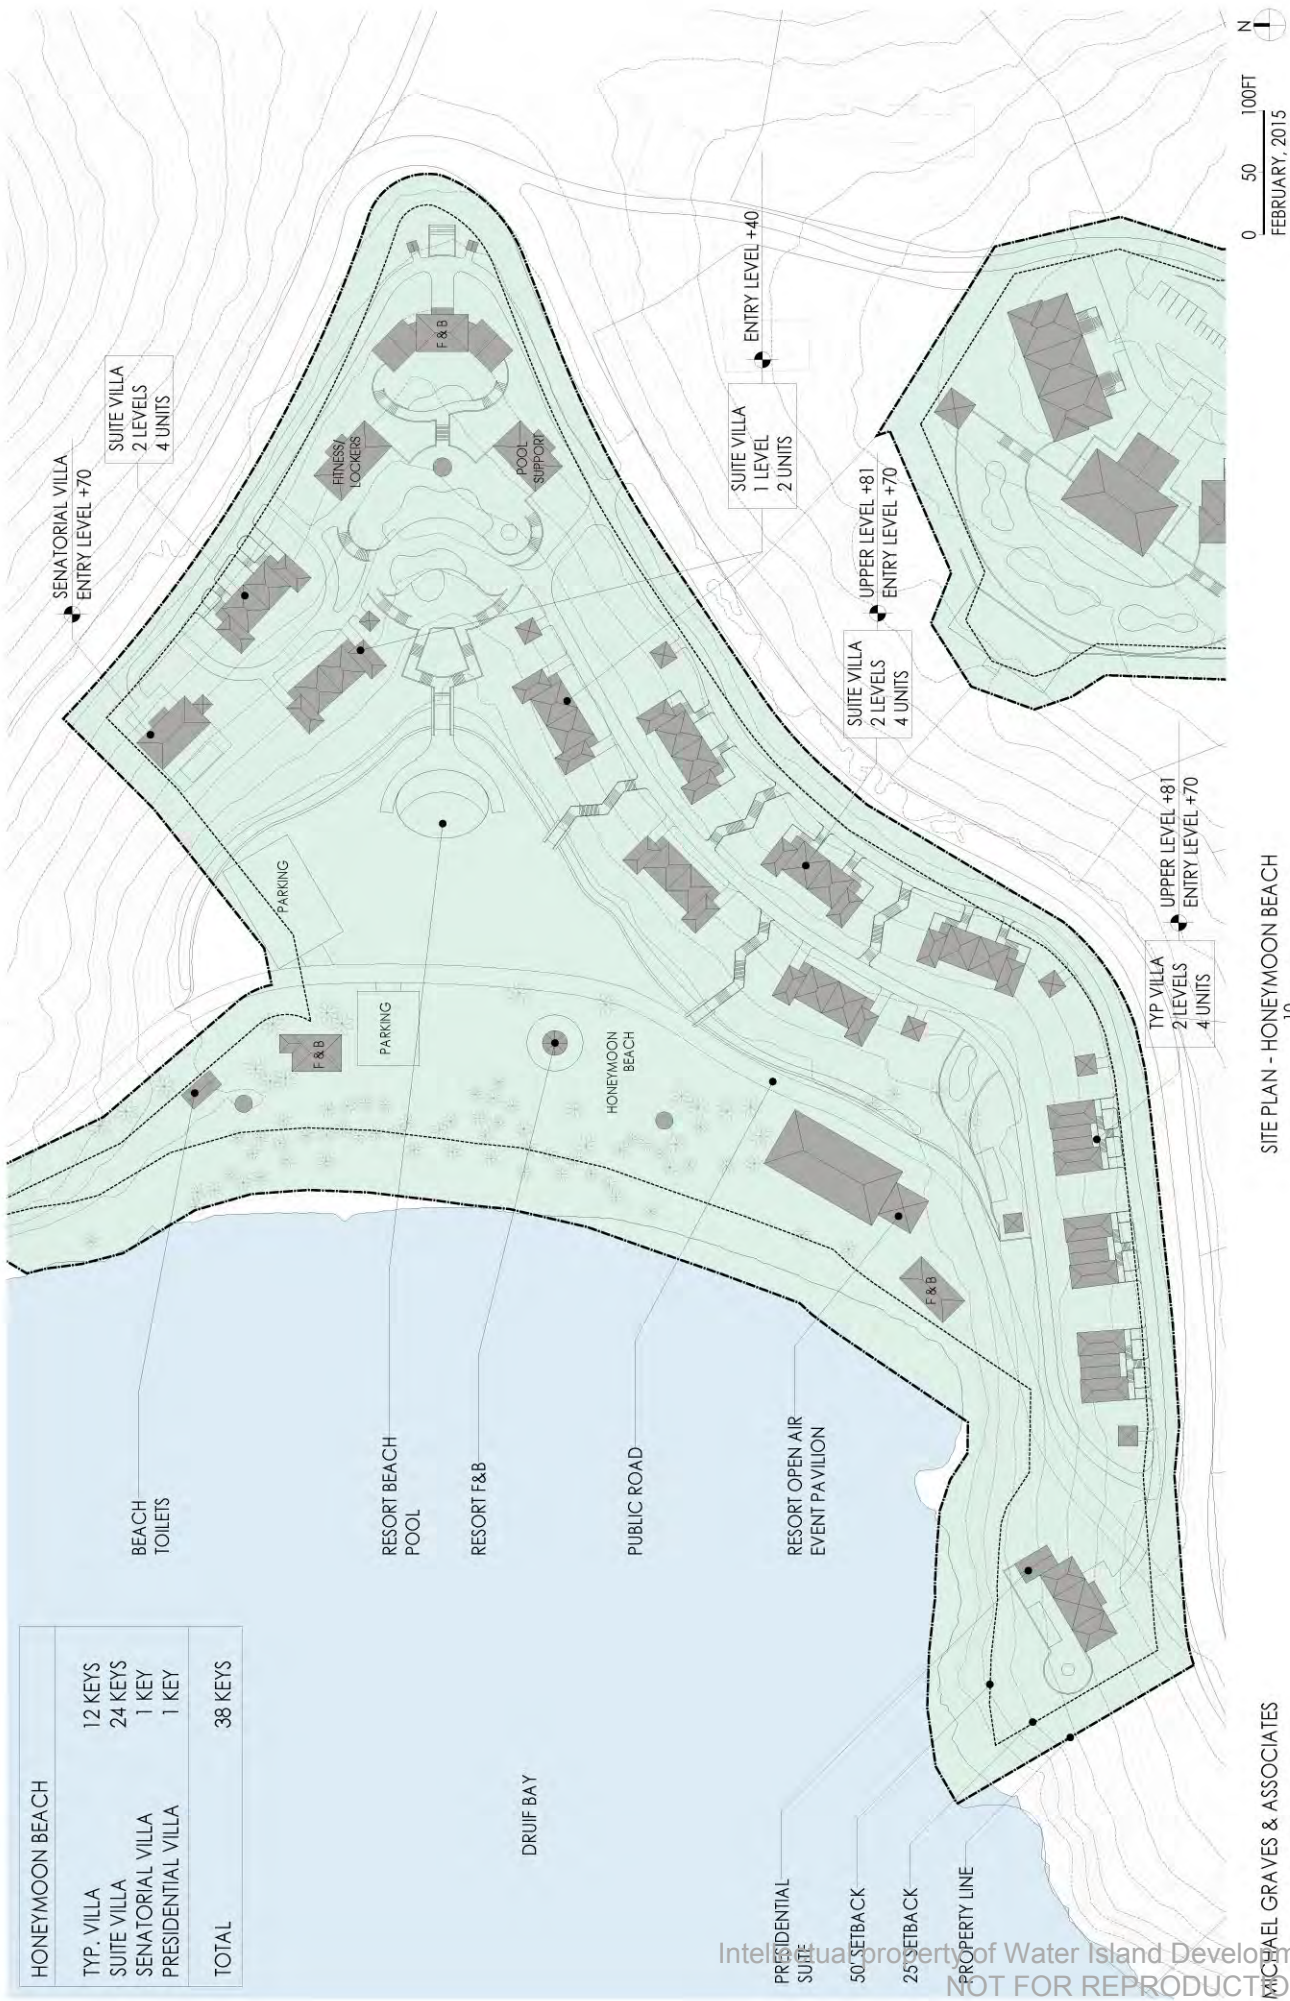 HONEYMOON BEACH
TYP. VILLA 12 KEYS
SUITE VILLA 24 KEYS
SENATORIAL VILLA 1 KEY
PRESIDENTIAL VILLA 1 KEY
TOTAL 38 KEYS
BEACH
TOILETS
RESORT BEACH
POOL
RESORT F&B
PUBLIC ROAD
RESORT OPEN AIR
EVENT PAVILION
DRUIF BAY
PRESIDENTIAL
SUITE
50' SETBACK
25' SETBACK
PROPERTY LINE
SENATORIAL VILLA
ENTRY LEVEL +70
SUITE VILLA
2 LEVELS
4 UNITS
FITNESS/
LOCKERS
F & B
POOL
SUPPORT
PARKING
F & B
PARKING
HONEYMOON
BEACH
F & B
ENTRY LEVEL +40
SUITE VILLA
1 LEVEL
2 UNITS
UPPER LEVEL +81
ENTRY LEVEL +70
SUITE VILLA
2 LEVELS
4 UNITS
UPPER LEVEL +81
ENTRY LEVEL +70
TYP VILLA
2 LEVELS
4 UNITS
N
0 50 100FT
FEBRUARY, 2015
SITE PLAN - HONEYMOON BEACH
10
MICHAEL GRAVES & ASSOCIATES
Intellectual property of Water Island Developm
NOT FOR REPRODUCTIO